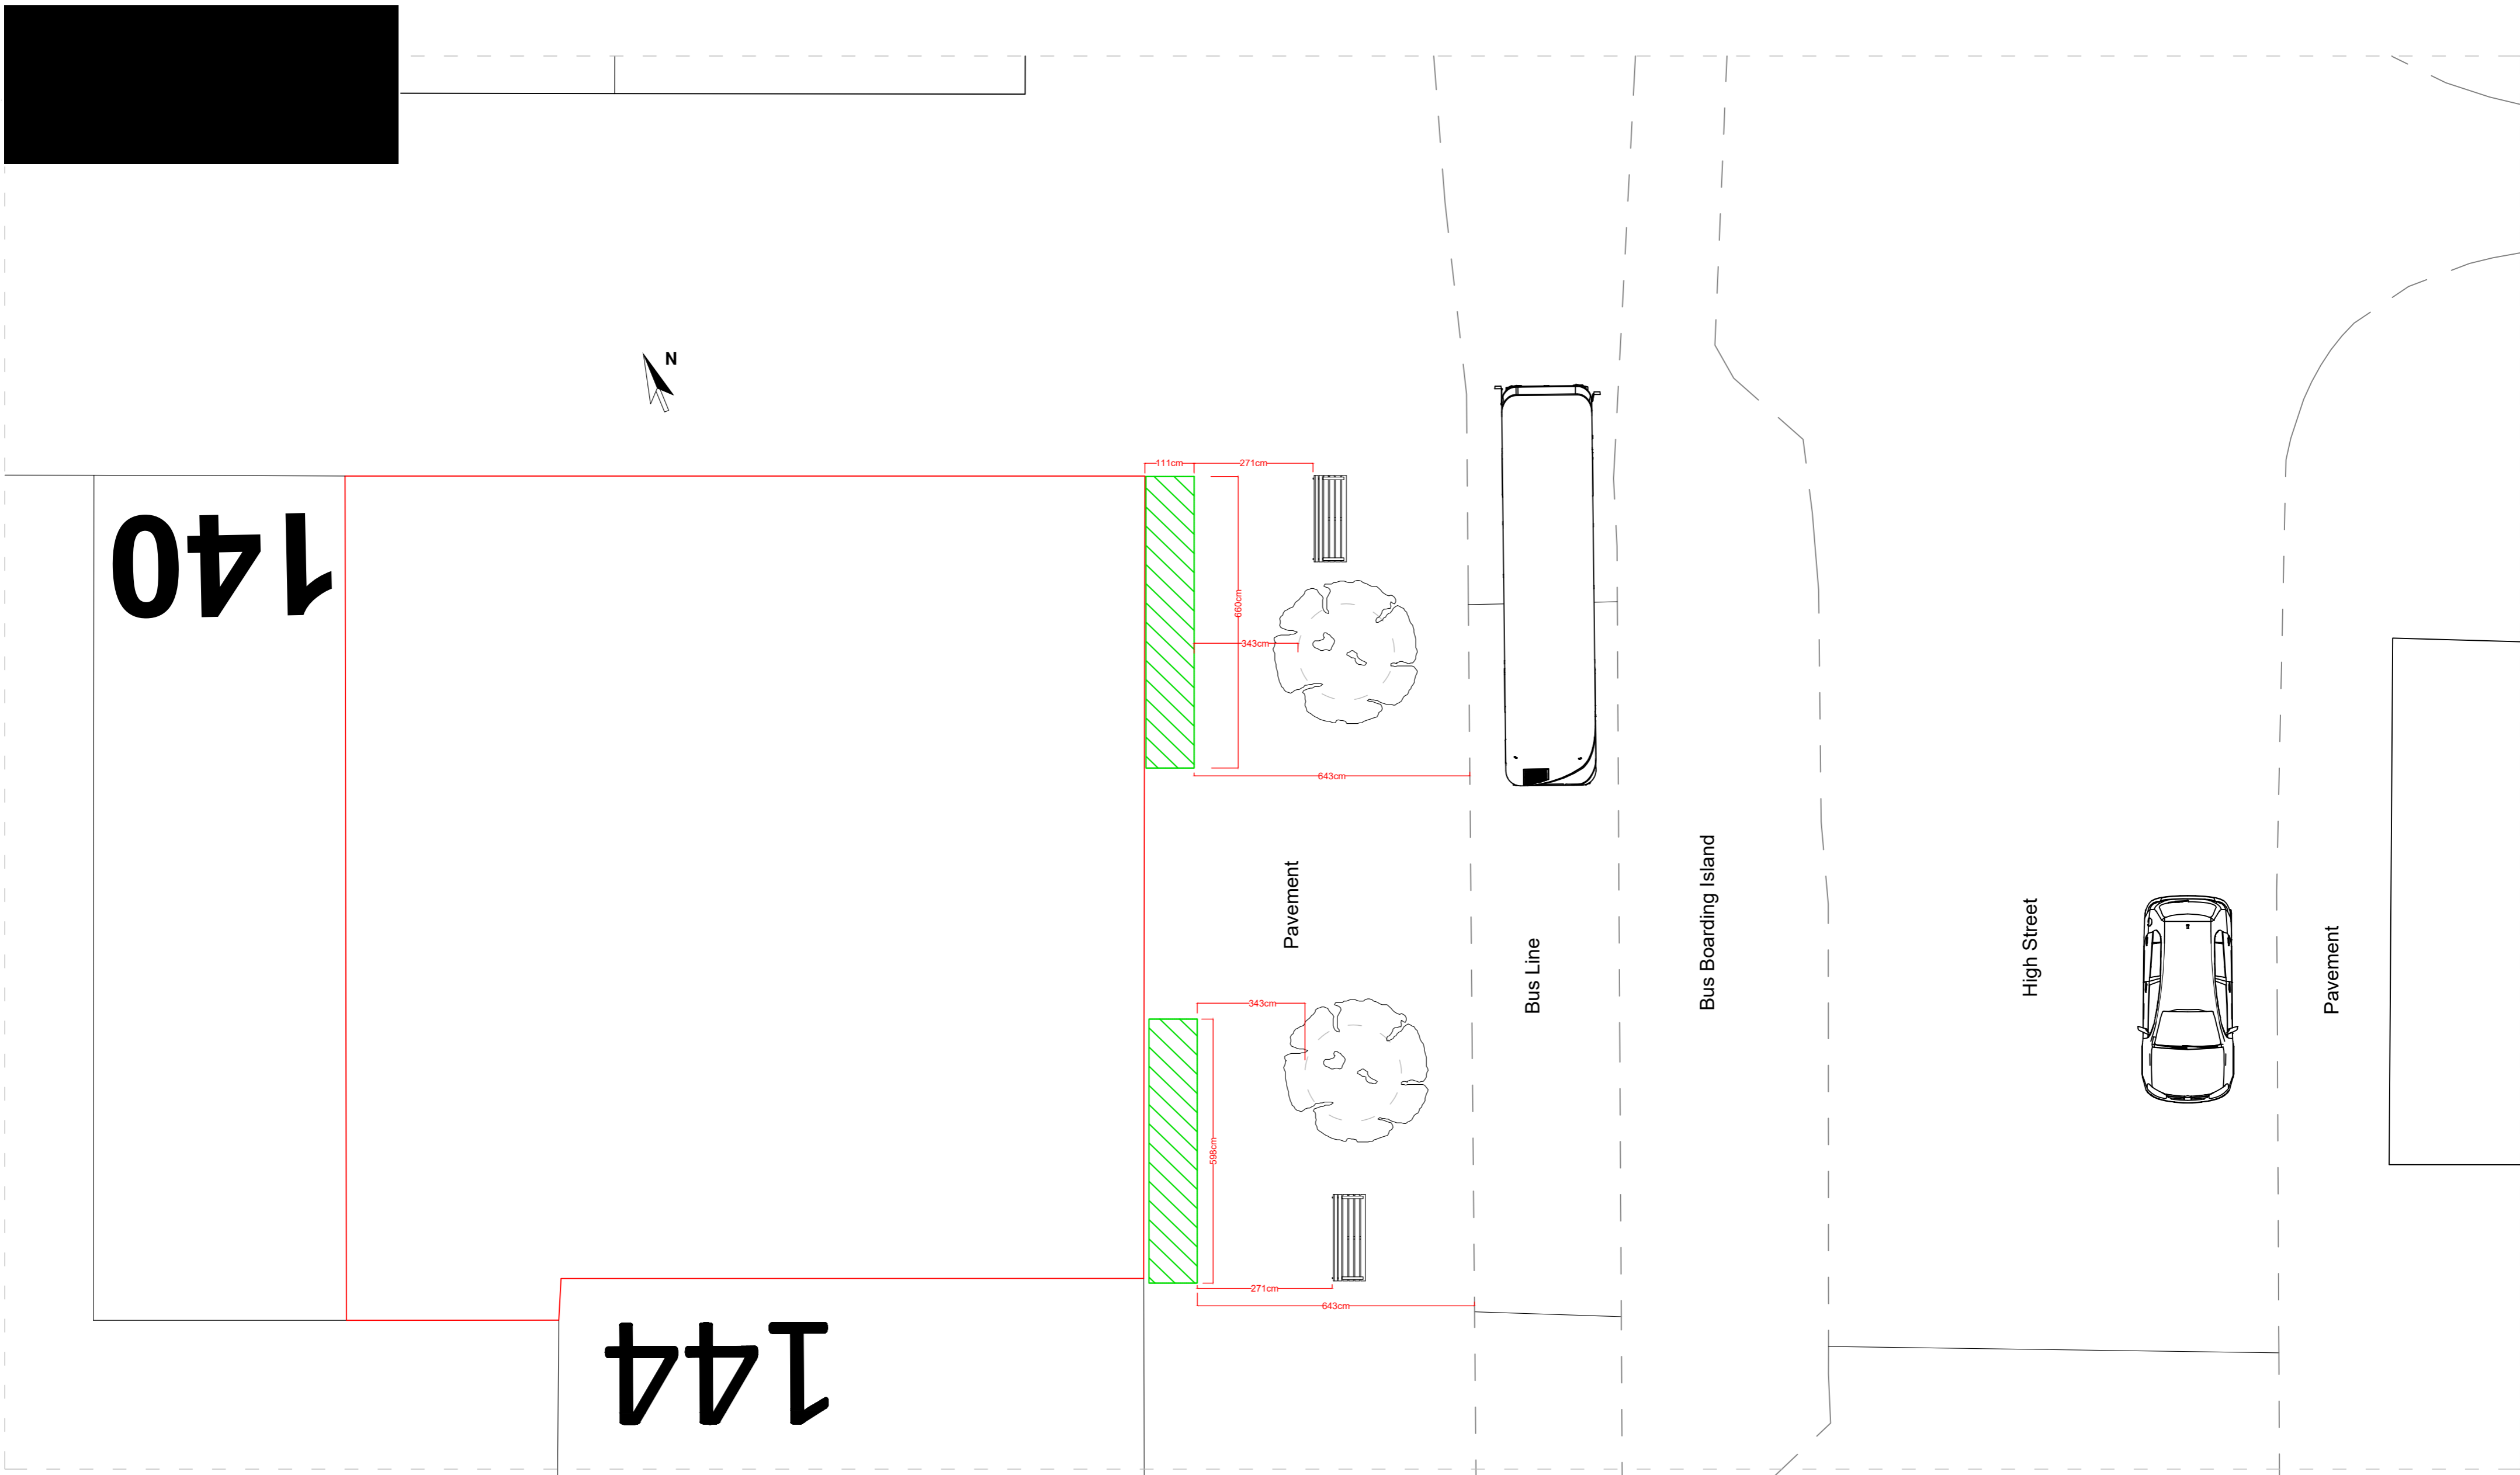 N
111cm
271cm
140
660cm
343cm
643cm
Pavement
Bus Line
Bus Boarding Island
High Street
Pavement
343cm
598cm
271cm
643cm
144